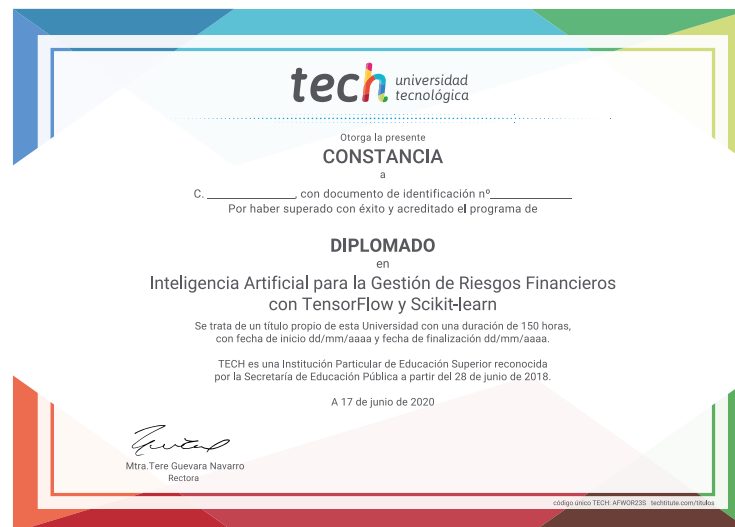 tech universidad
tecnológica
Otorga la presente
CONSTANCIA
a
C. ________________, con documento de identificación nº______________
Por haber superado con éxito y acreditado el programa de
DIPLOMADO
en
Inteligencia Artificial para la Gestión de Riesgos Financieros
con TensorFlow y Scikit-learn
Se trata de un título propio de esta Universidad con una duración de 150 horas,
con fecha de inicio dd/mm/aaaa y fecha de finalización dd/mm/aaaa.
TECH es una Institución Particular de Educación Superior reconocida
por la Secretaría de Educación Pública a partir del 28 de junio de 2018.
A 17 de junio de 2020
Mtra.Tere Guevara Navarro
Rectora
código único TECH: AFWOR23S techtitute.com/titulos